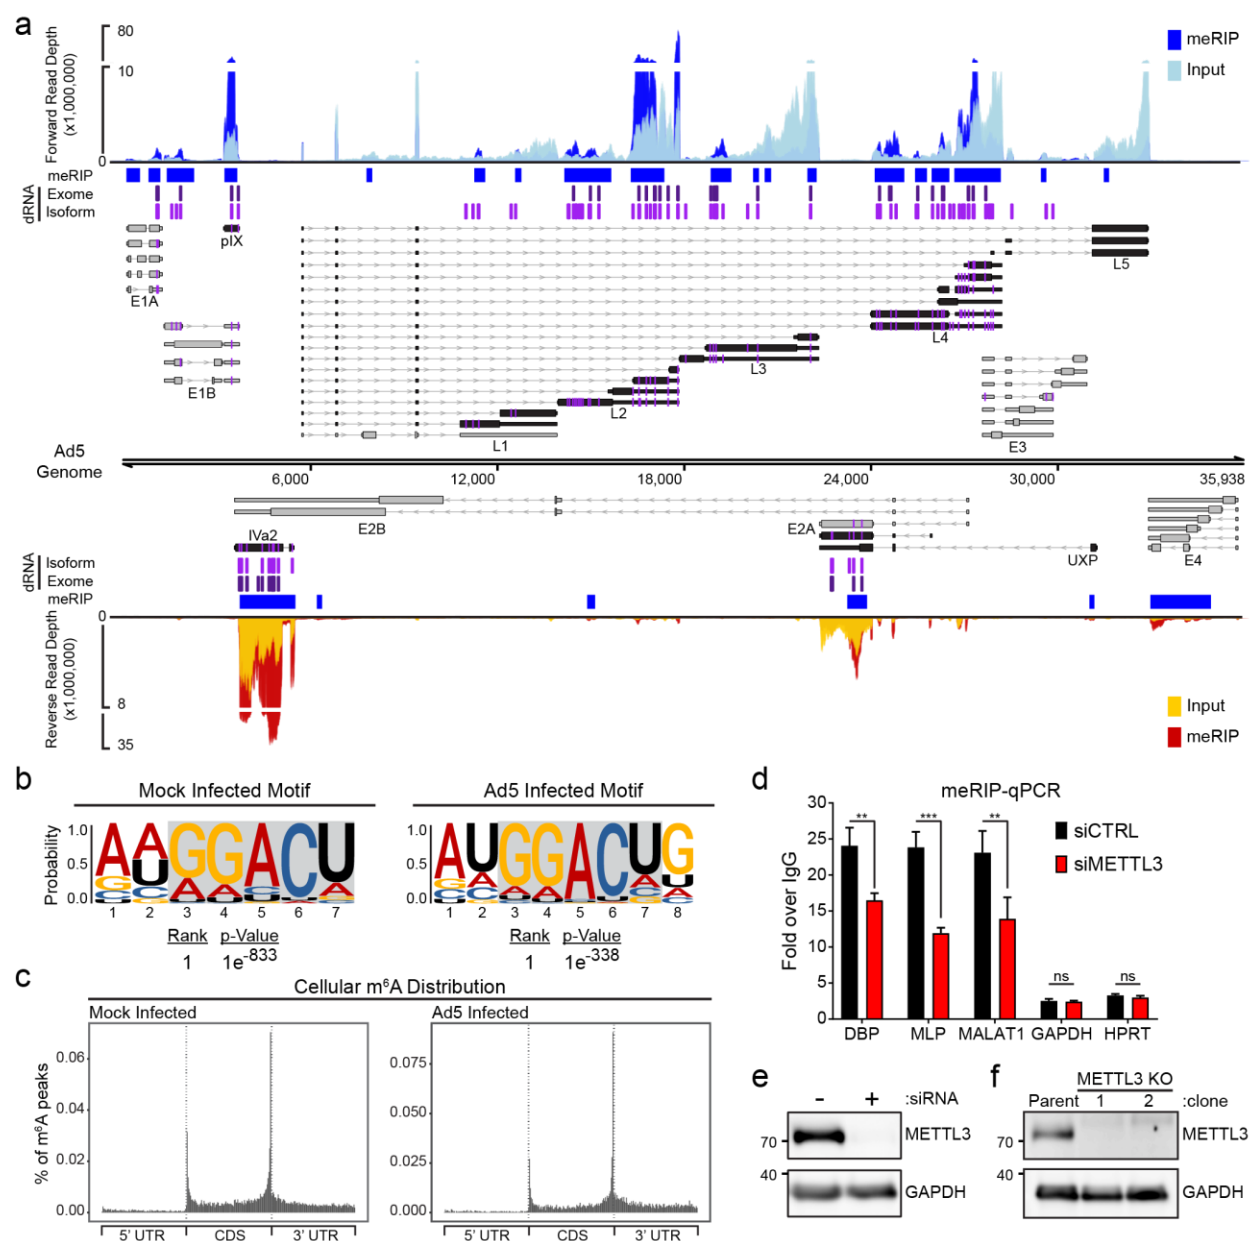 a
Forward Read Depth
(x1,000,000)
80
10
0
meRIP
Input
meRIP
dRNA
Exome
Isoform
pIX
E1A
E1B
L5
L4
L3
L2
L1
E3
Ad5
Genome
6,000
12,000
18,000
24,000
30,000
35,938
E2B
E2A
IVa2
UXP
E4
dRNA
Isoform
Exome
meRIP
0
Reverse Read Depth
(x1,000,000)
8
35
Input
meRIP
b
Mock Infected Motif
Ad5 Infected Motif
Probability
1.0
0.5
0.0
1 2 3 4 5 6 7
Rank p-Value
1 1e-833
1.0
0.5
0.0
1 2 3 4 5 6 7 8
Rank p-Value
1 1e-338
c
Cellular m⁶A Distribution
Mock Infected
Ad5 Infected
% of m⁶A peaks
0.06
0.04
0.02
0.00
5' UTR CDS 3' UTR
0.075
0.050
0.025
0.000
5' UTR CDS 3' UTR
d
meRIP-qPCR
Fold over IgG
30
25
20
15
10
5
0
** *** ** ns ns
siCTRL
siMETTL3
DBP MLP MALAT1 GAPDH HPRT
e
- + :siRNA
70
METTL3
40
GAPDH
f
METTL3 KO
Parent 1 2 :clone
70
METTL3
40
GAPDH